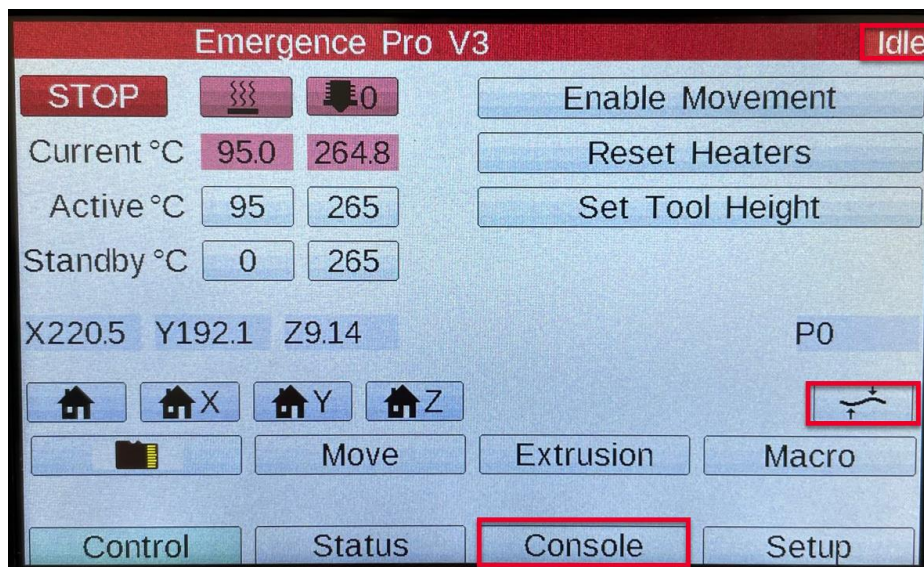 Emergence Pro V3 Idle
STOP 0 Enable Movement
Current °C 95.0 264.8 Reset Heaters
Active °C 95 265 Set Tool Height
Standby °C 0 265
X220.5 Y192.1 Z9.14 P0
X Y Z
Move Extrusion Macro
Control Status Console Setup